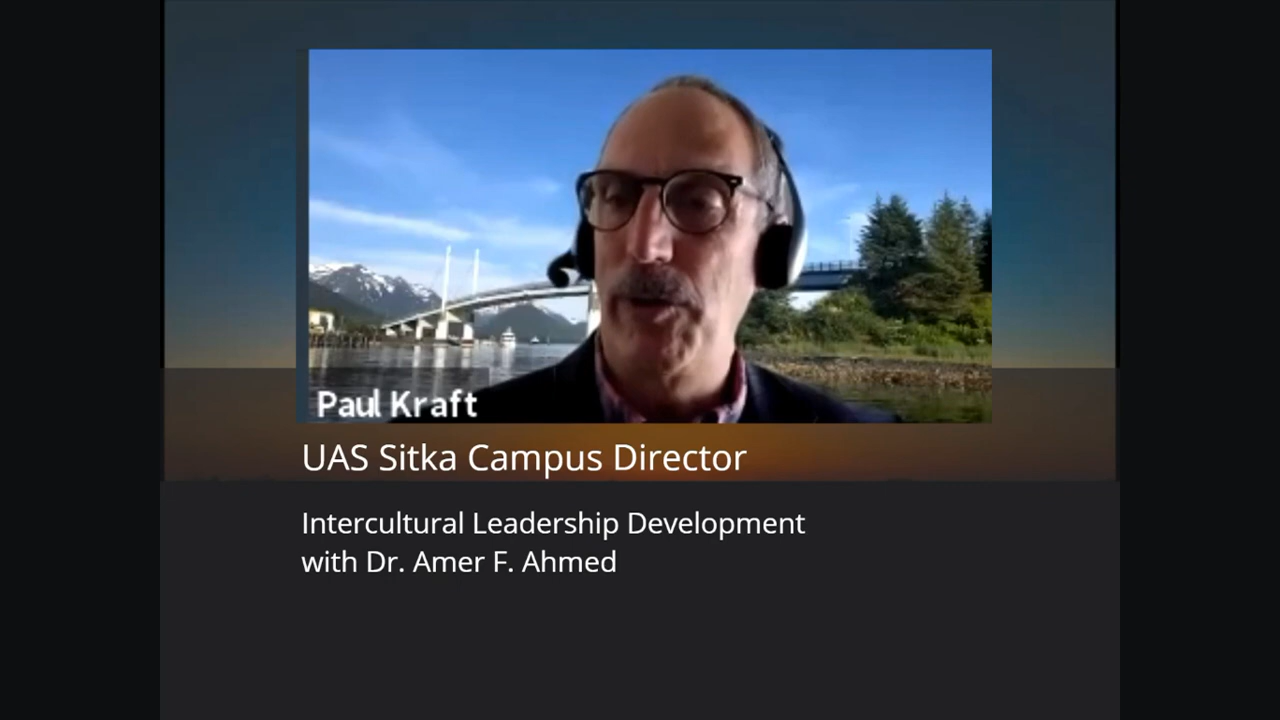 Paul Kraft
UAS Sitka Campus Director
Intercultural Leadership Development
with Dr. Amer F. Ahmed